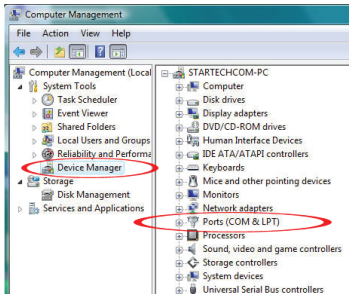 Computer Management
File Action View Help
Computer Management (Local
System Tools
Task Scheduler
Event Viewer
Shared Folders
Local Users and Groups
Reliability and Performa
Device Manager
Storage
Disk Management
Services and Applications
STARTECHCOM-PC
Computer
Disk drives
Display adapters
DVD/CD-ROM drives
Human Interface Devices
IDE ATA/ATAPI controllers
Keyboards
Mice and other pointing devices
Monitors
Network adapters
Ports (COM & LPT)
Processors
Sound, video and game controllers
Storage controllers
System devices
Universal Serial Bus controllers